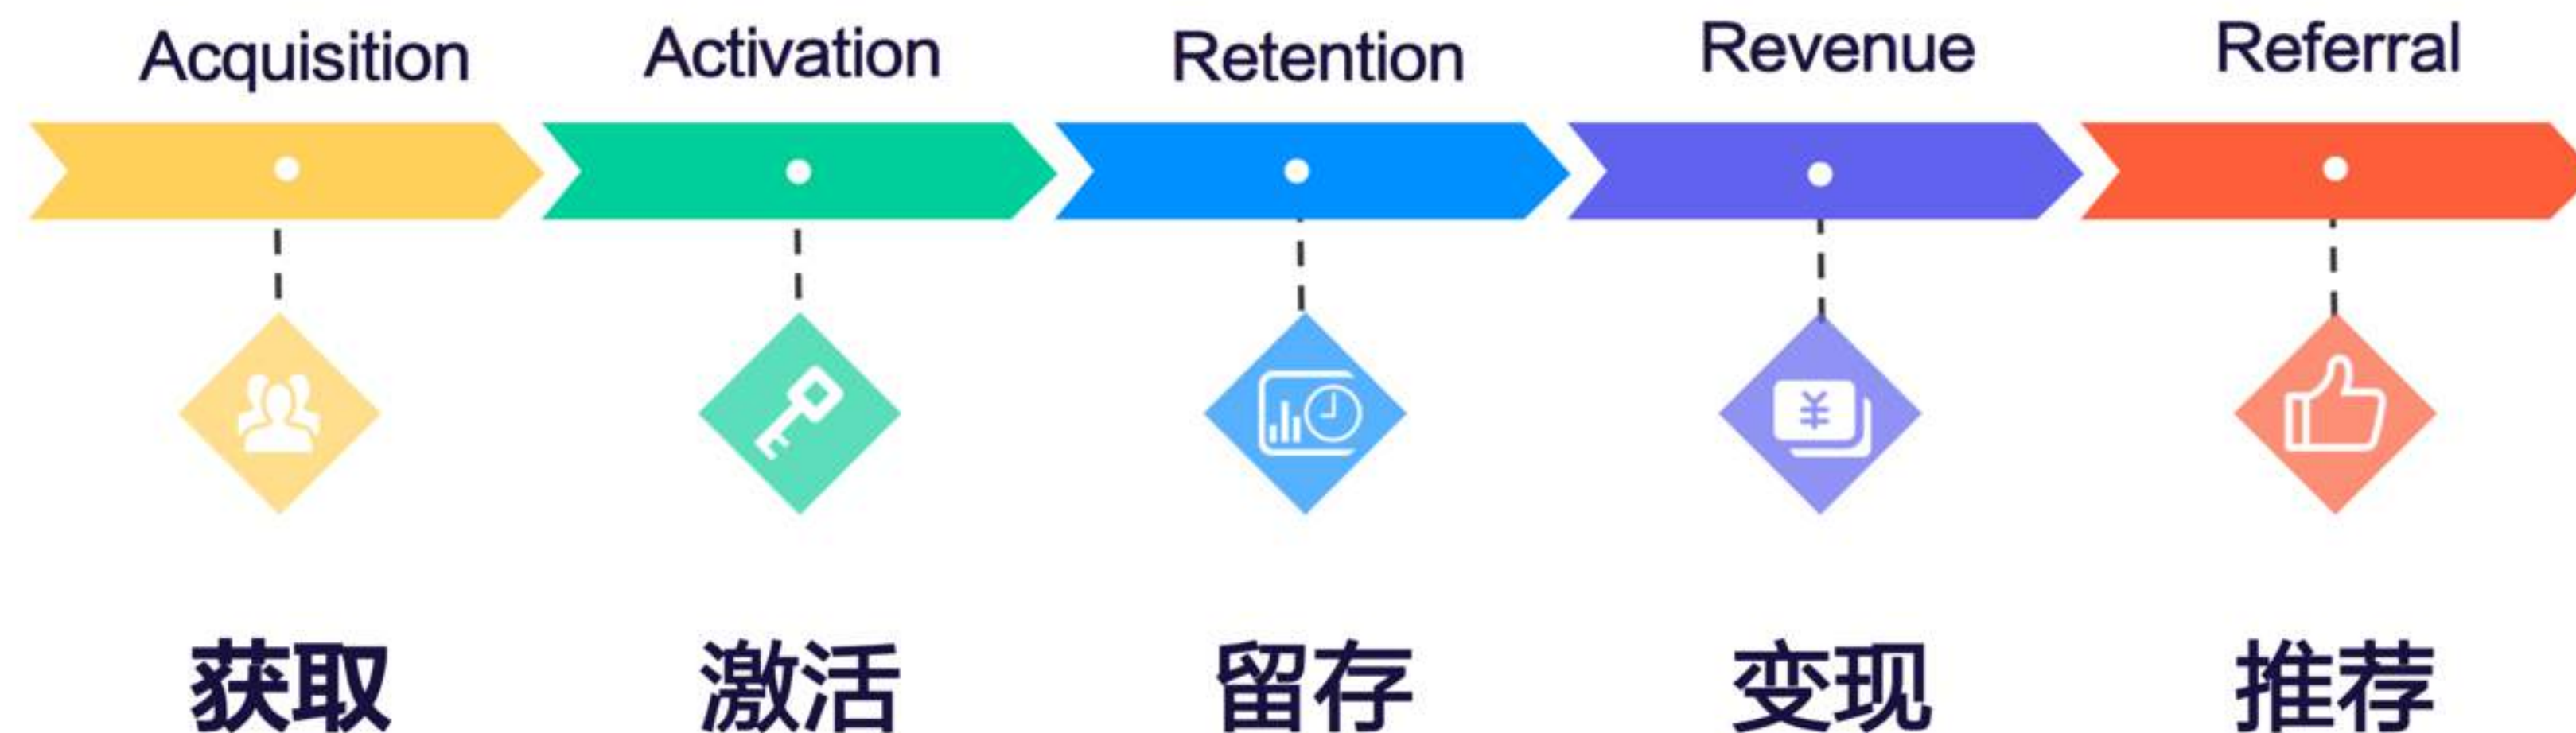 Acquisition Activation Retention Revenue Referral
¥
获取 激活 留存 变现 推荐